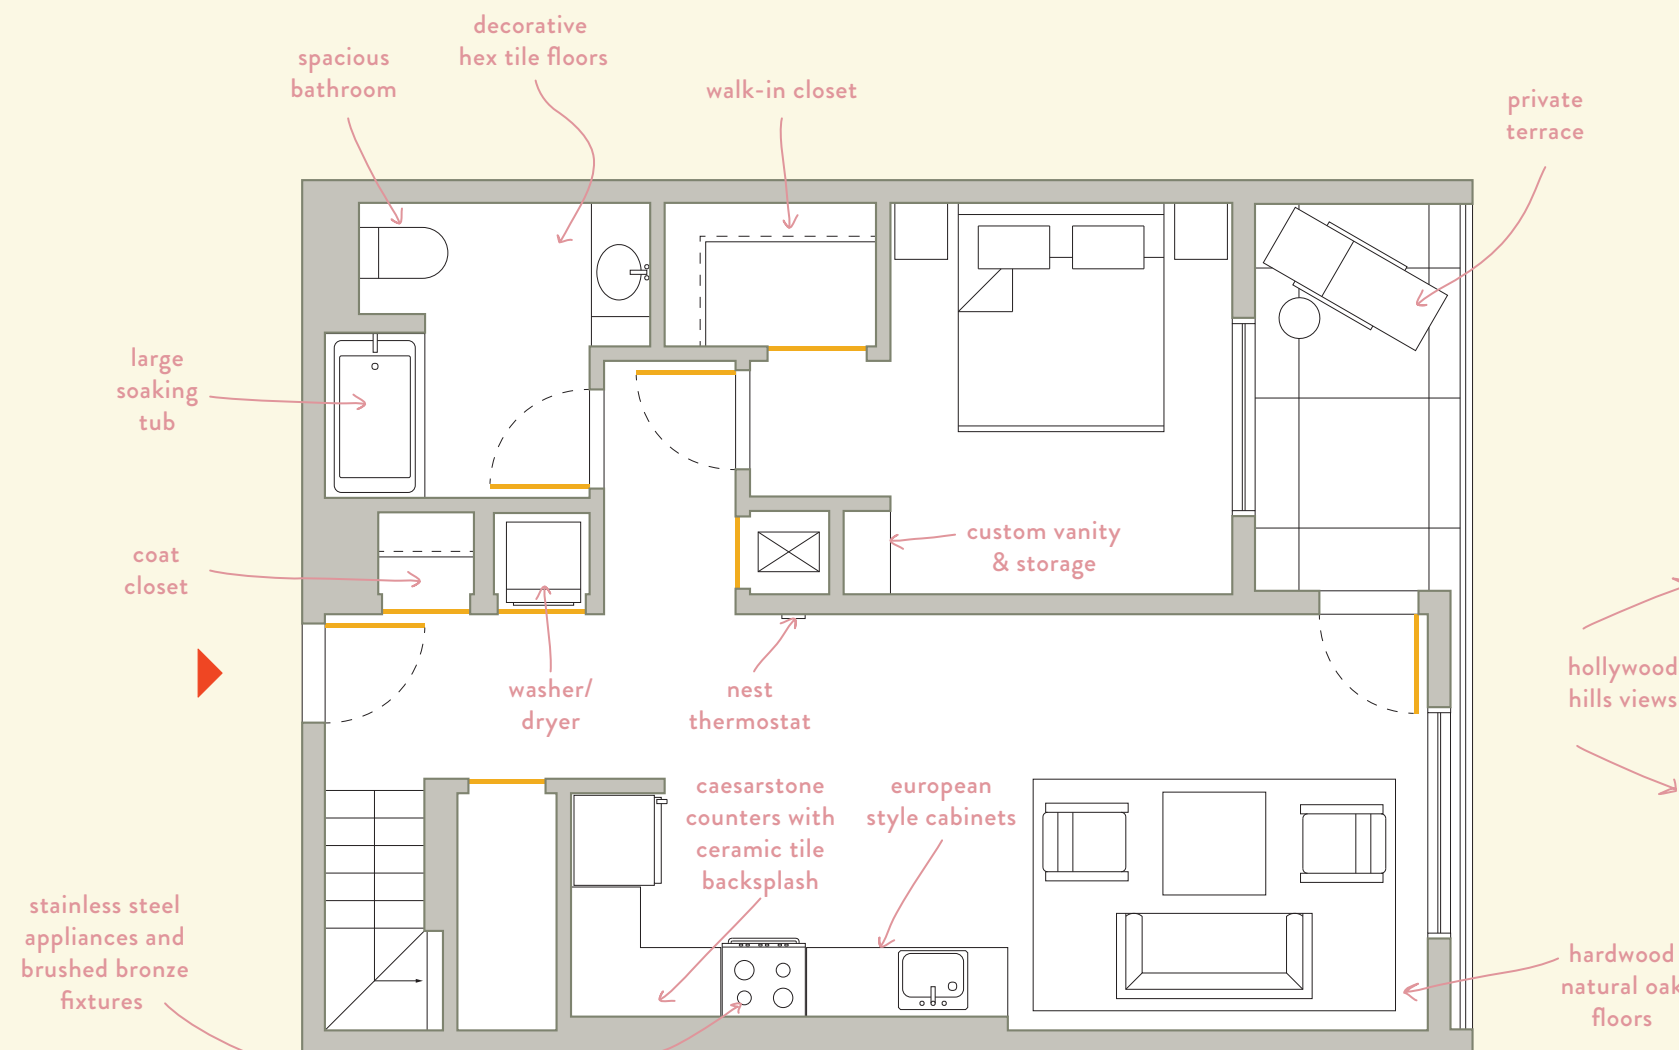 decorative
hex tile floors
spacious
bathroom
walk-in closet
private
terrace
large
soaking
tub
custom vanity
& storage
coat
closet
washer/
dryer
nest
thermostat
hollywood
hills views
caesarstone
counters with
ceramic tile
backsplash
european
style cabinets
stainless steel
appliances and
brushed bronze
fixtures
hardwood
natural oak
floors